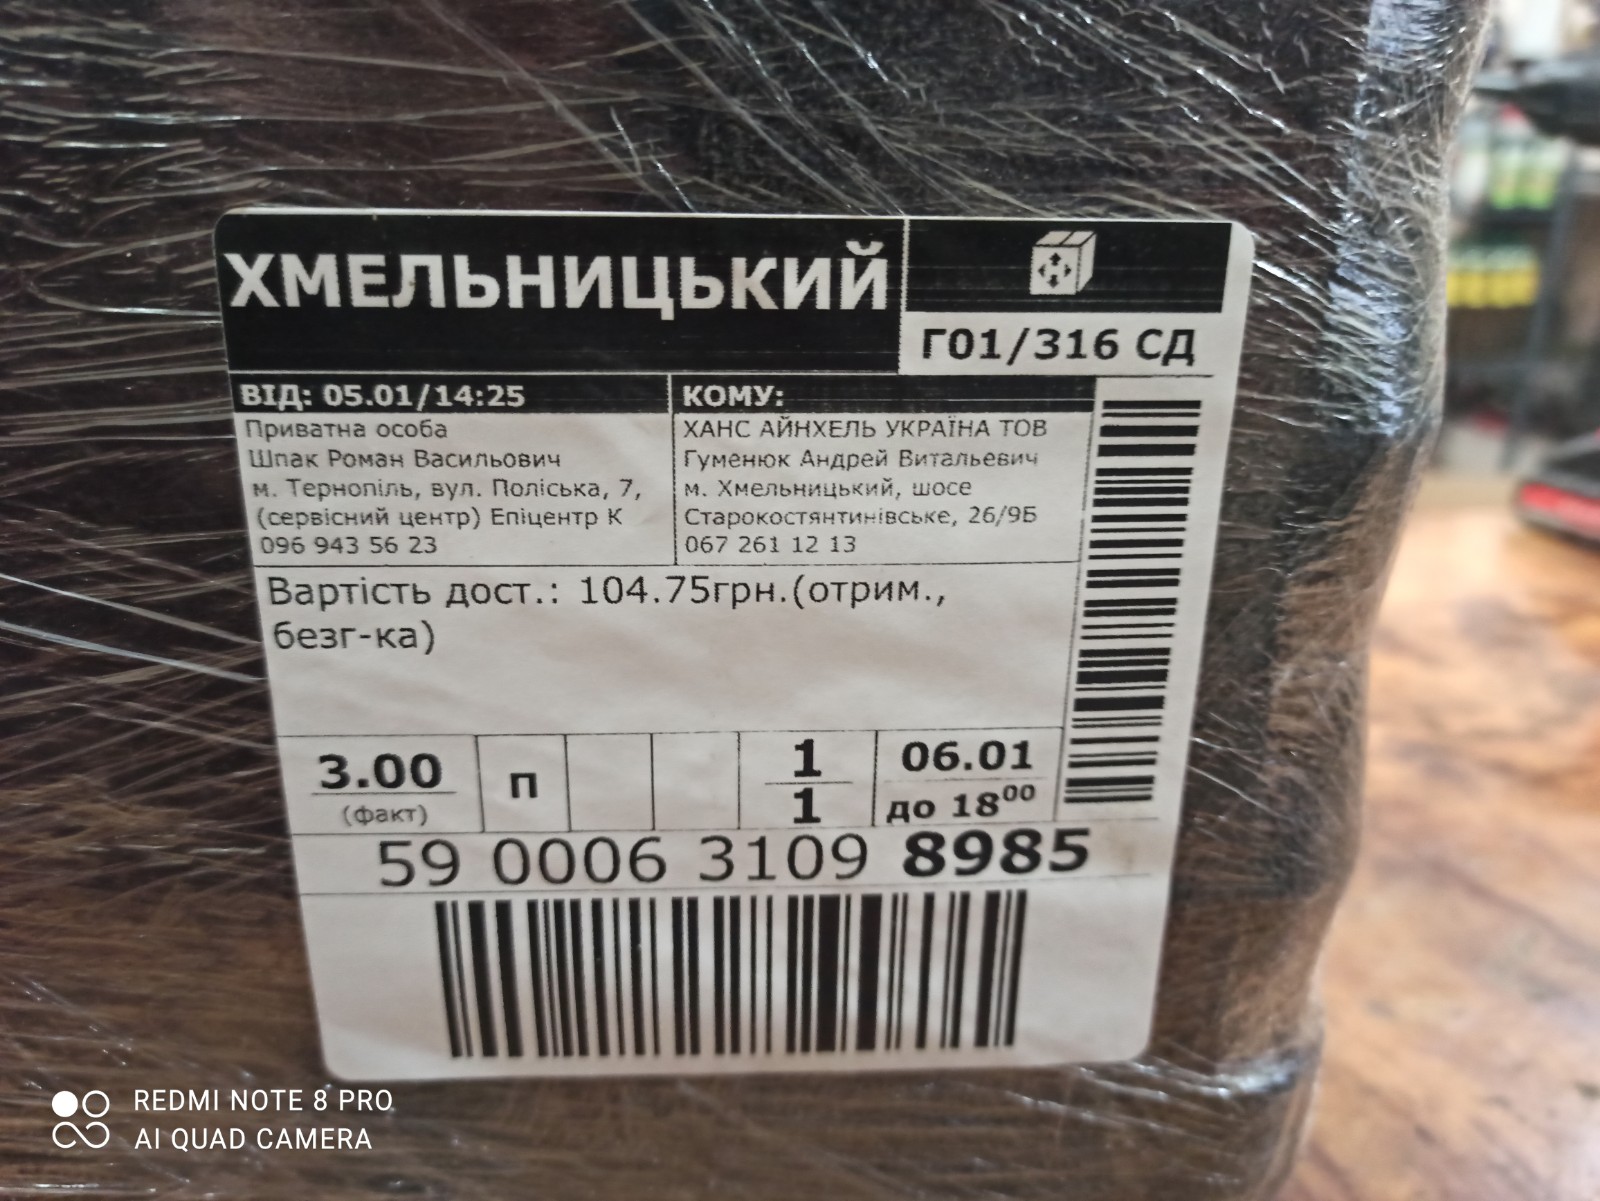 ХМЕЛЬНИЦЬКИЙ
Г01/316 СД
ВІД: 05.01/14:25
Приватна особа
Шпак Роман Васильович
м. Тернопіль, вул. Поліська, 7,
(сервісний центр) Епіцентр К
096 943 56 23
КОМУ:
ХАНС АЙНХЕЛЬ УКРАЇНА ТОВ
Гуменюк Андрей Витальевич
м. Хмельницький, шосе
Старокостянтинівське, 26/9Б
067 261 12 13
Вартість дост.: 104.75грн.(отрим.,
безг-ка)
3.00
(факт)
п
1
1
06.01
до 18⁰⁰
59 0006 3109 8985
REDMI NOTE 8 PRO
AI QUAD CAMERA